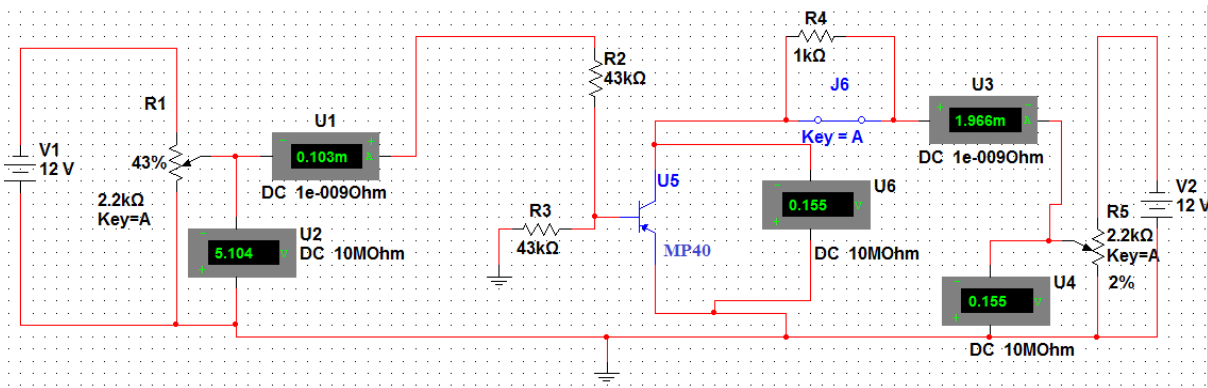 R4
1kΩ
J6
Key = A
R2
43kΩ
U3
1.966m
A
DC 1e-009Ohm
R1
U1
0.103m
A
DC 1e-009Ohm
V1
12 V
43%
2.2kΩ
Key=A
U5
MP40
U6
0.155
V
DC 10MOhm
V2
12 V
R5
2.2kΩ
Key=A
2%
R3
43kΩ
U2
5.104
V
DC 10MOhm
U4
0.155
V
DC 10MOhm